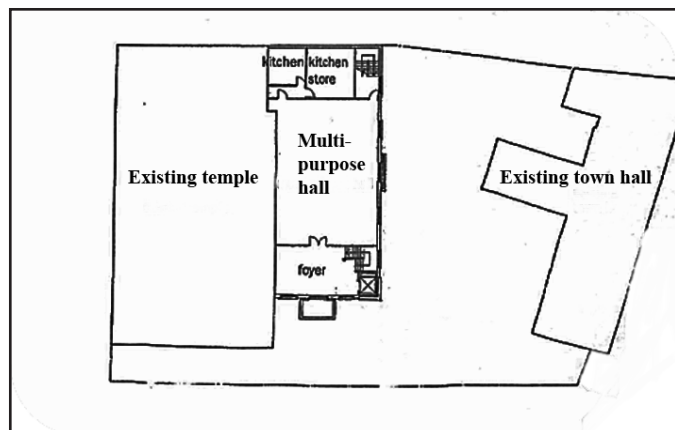 kitchen
kitchen
store
Multi-
purpose
hall
Existing temple
Existing town hall
foyer